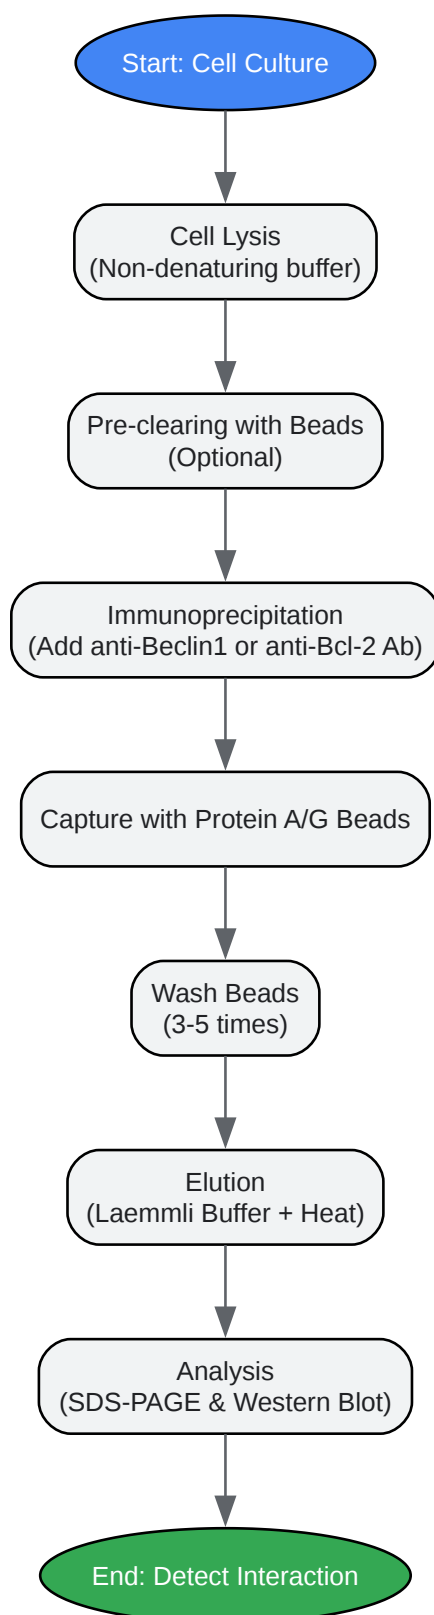 Start: Cell Culture
Cell Lysis
(Non-denaturing buffer)
Pre-clearing with Beads
(Optional)
Immunoprecipitation
(Add anti-Beclin1 or anti-Bcl-2 Ab)
Capture with Protein A/G Beads
Wash Beads
(3-5 times)
Elution
(Laemmli Buffer + Heat)
Analysis
(SDS-PAGE & Western Blot)
End: Detect Interaction